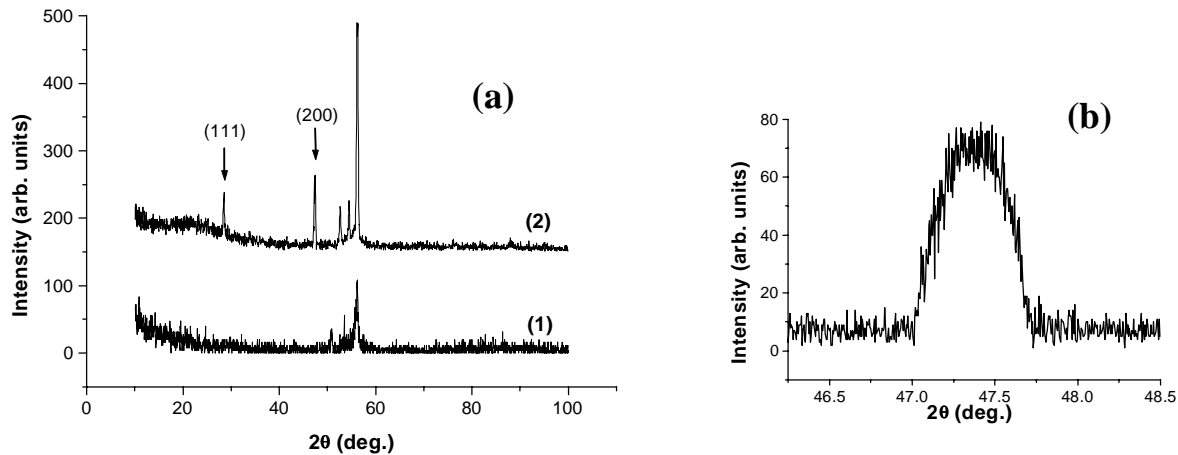 500
400
300
200
100
0
Intensity (arb. units)
(a)
(111)
(200)
(2)
(1)
0 20 40 60 80 100
2θ (deg.)
(b)
80
60
40
20
0
Intensity (arb. units)
46.5 47.0 47.5 48.0 48.5
2θ (deg.)